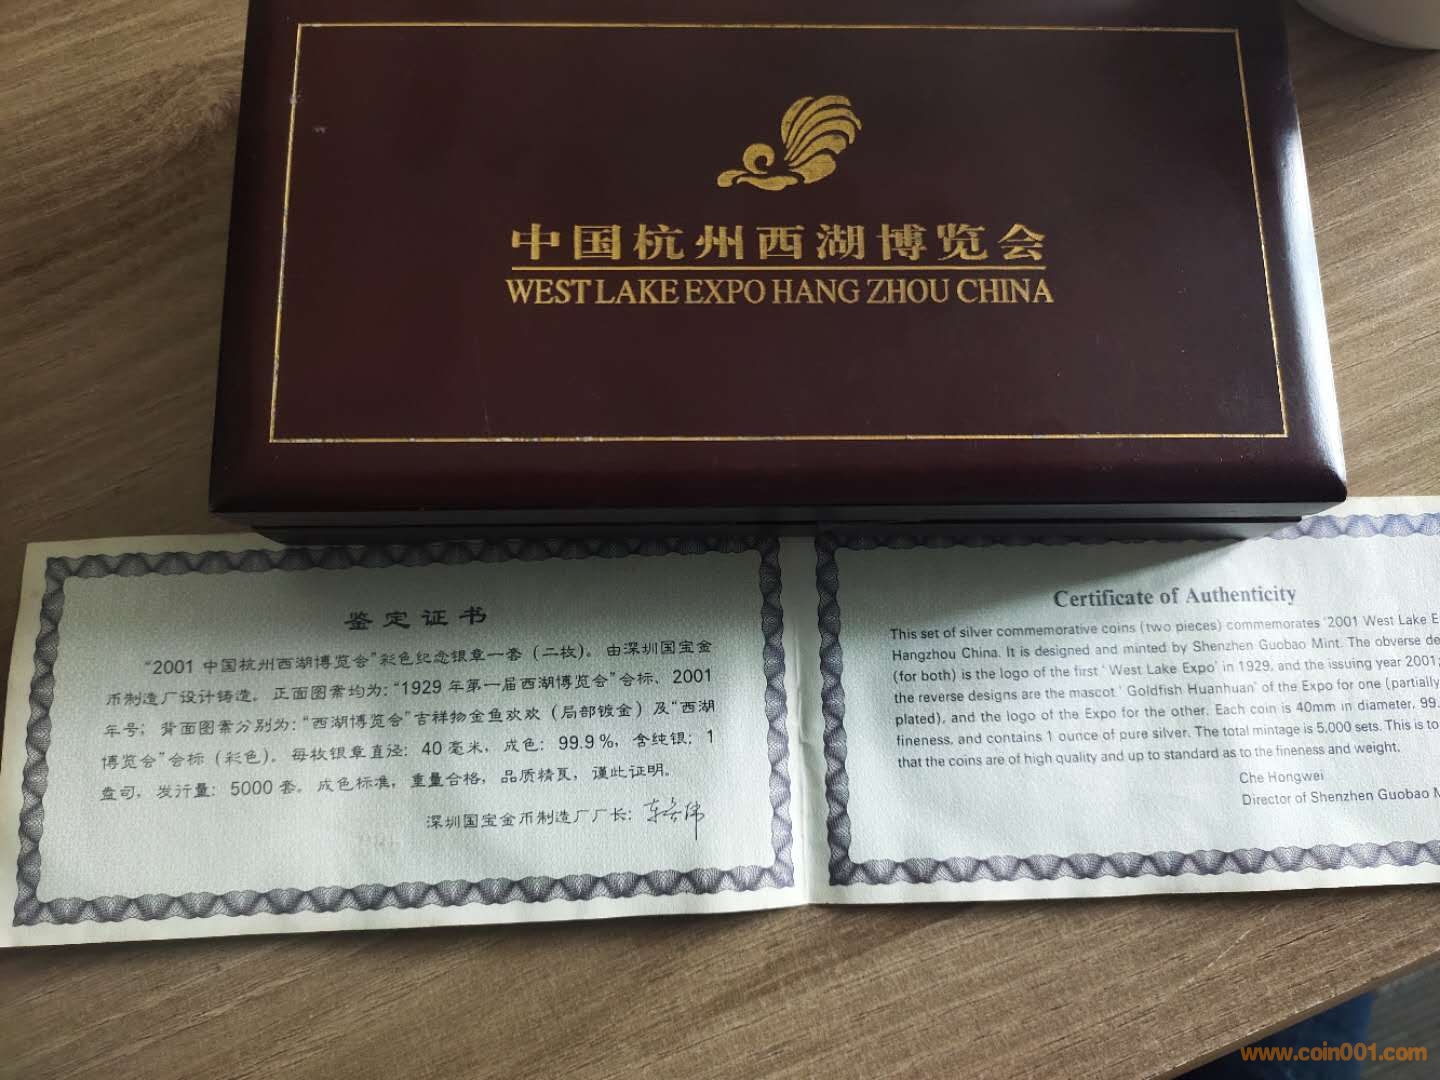 中国杭州西湖博览会
WEST LAKE EXPO HANG ZHOU CHINA
鉴定证书
“2001 中国杭州西湖博览会”彩色纪念银章一套（二枚）。由深圳国宝金
币制造厂设计铸造。正面图案均为：“1929 年第一届西湖博览会”会标、2001
年号；背面图案分别为：“西湖博览会”吉祥物金鱼欢欢（局部镀金）及“西湖
博览会”会标（彩色）。每枚银章直径：40 毫米，成色：99.9%，含纯银：1
盎司，发行量：5000 套。成色标准，重量合格，品质精良，谨此证明。
深圳国宝金币制造厂厂长：
Certificate of Authenticity
This set of silver commemorative coins (two pieces) commemorates '2001 West Lake E
Hangzhou China. It is designed and minted by Shenzhen Guobao Mint. The obverse de
(for both) is the logo of the first ' West Lake Expo' in 1929, and the issuing year 2001;
the reverse designs are the mascot ' Goldfish Huanhuan' of the Expo for one (partially
plated), and the logo of the Expo for the other. Each coin is 40mm in diameter, 99.
fineness, and contains 1 ounce of pure silver. The total mintage is 5,000 sets. This is to
that the coins are of high quality and up to standard as to the fineness and weight.
Che Hongwei
Director of Shenzhen Guobao M
www.coin001.com